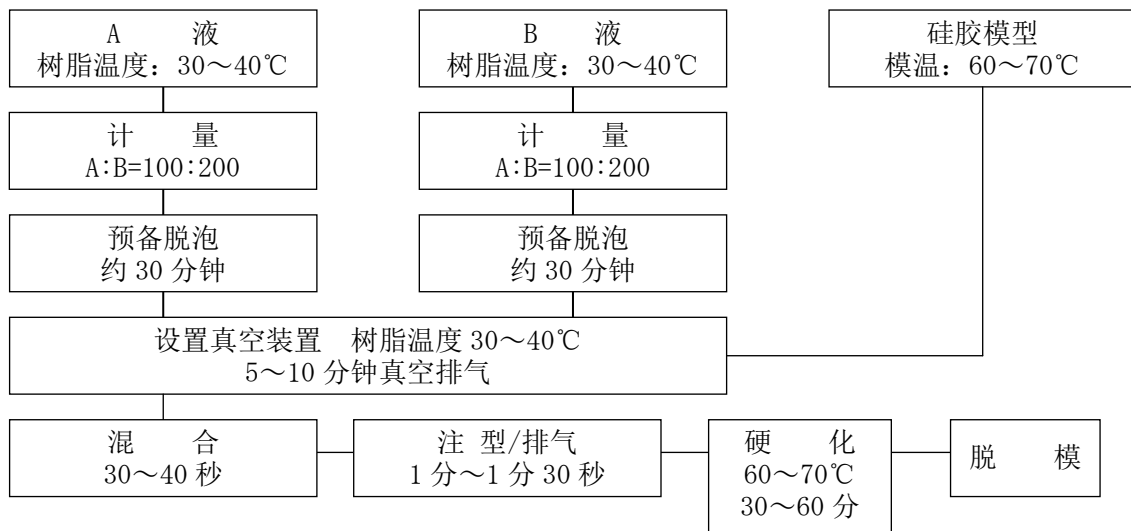 A 液
树脂温度：30～40℃
B 液
树脂温度：30～40℃
硅胶模型
模温：60～70℃
计 量
A:B=100:200
计 量
A:B=100:200
预备脱泡
约 30 分钟
预备脱泡
约 30 分钟
设置真空装置 树脂温度 30～40℃
5～10 分钟真空排气
混 合
30～40 秒
注 型/排气
1 分～1 分 30 秒
硬 化
60～70℃
30～60 分
脱 模